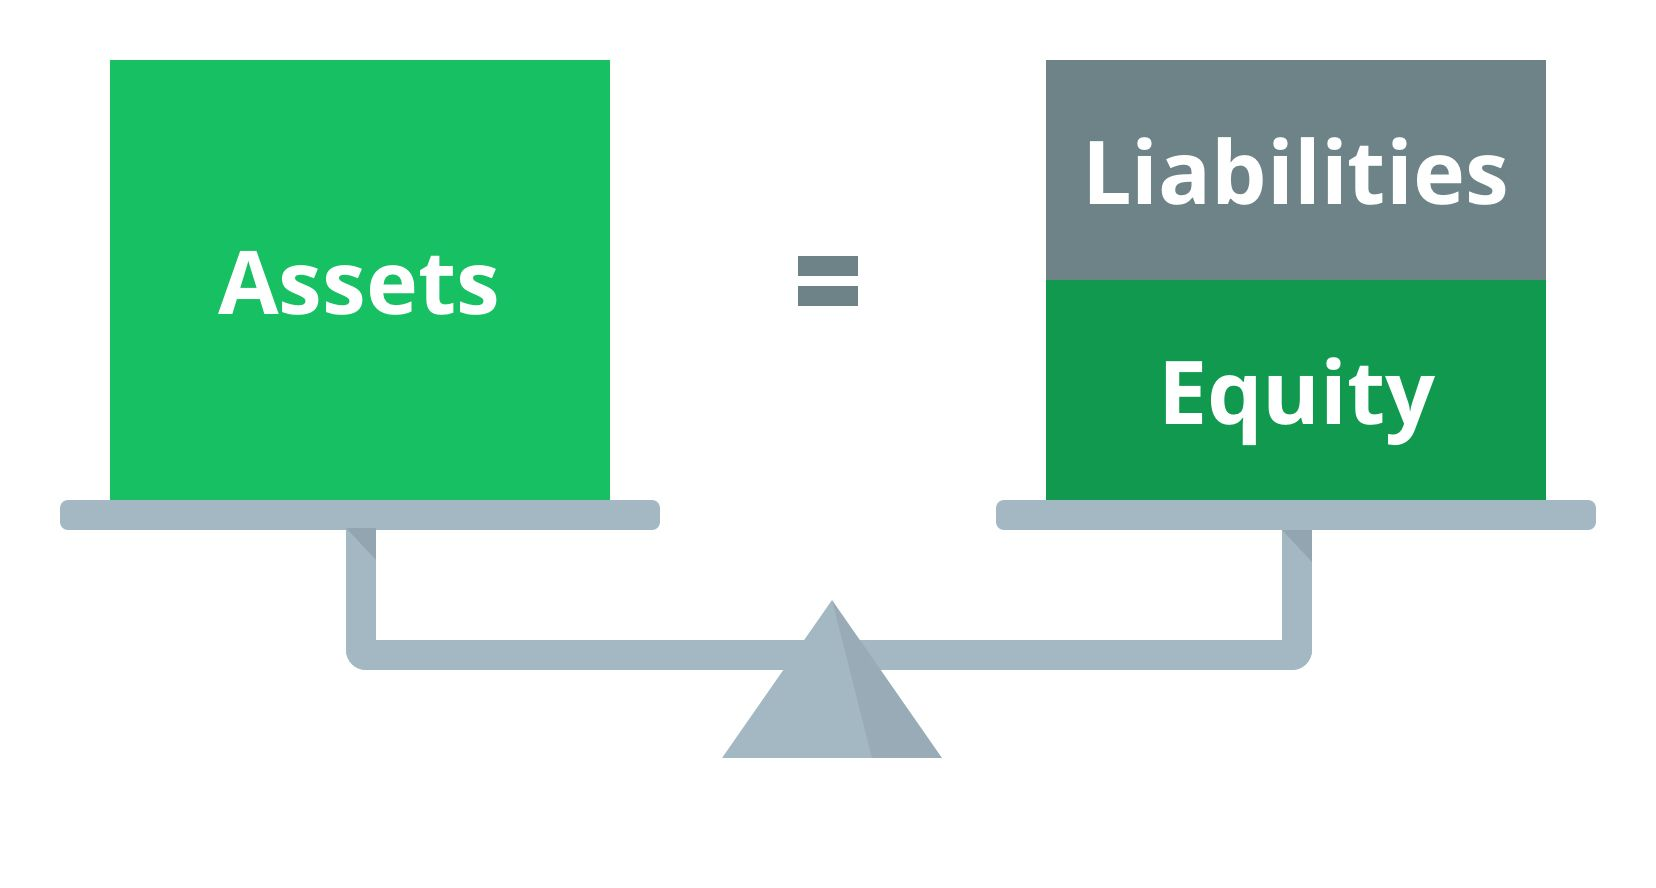 Assets
=
Liabilities
Equity